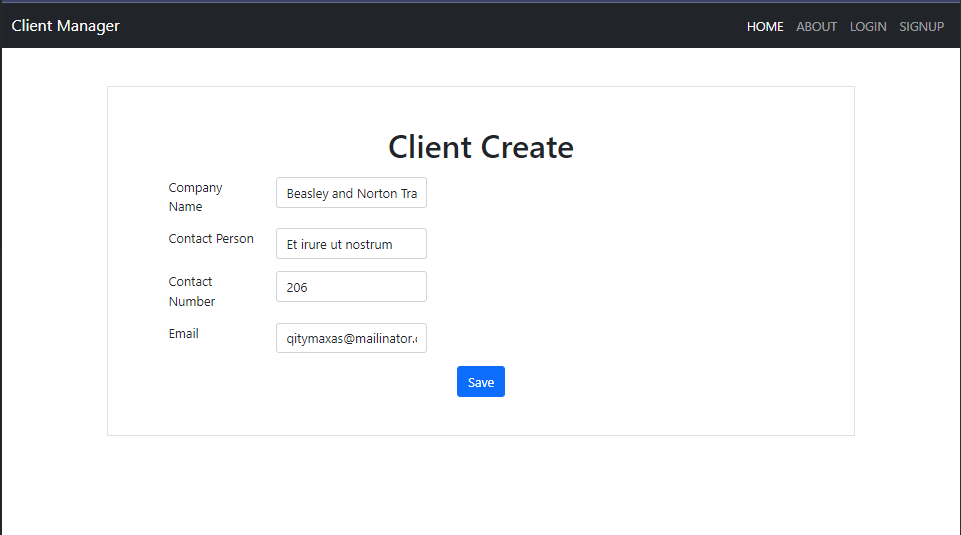 Client Manager
HOME ABOUT LOGIN SIGNUP
Client Create
Company
Name
Beasley and Norton Tra
Contact Person
Et irure ut nostrum
Contact
Number
206
Email
qitymaxas@mailinator.
Save